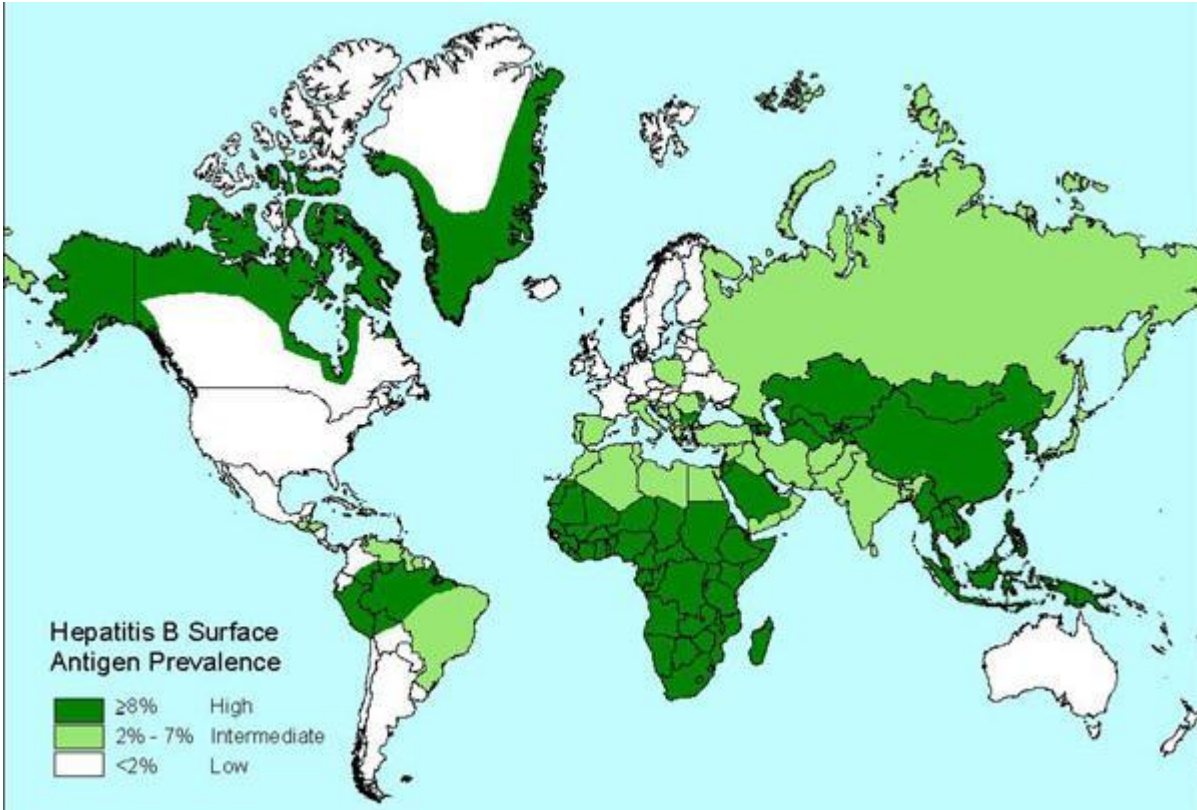 Hepatitis B Surface
Antigen Prevalence
≥8% High
2% - 7% Intermediate
<2% Low